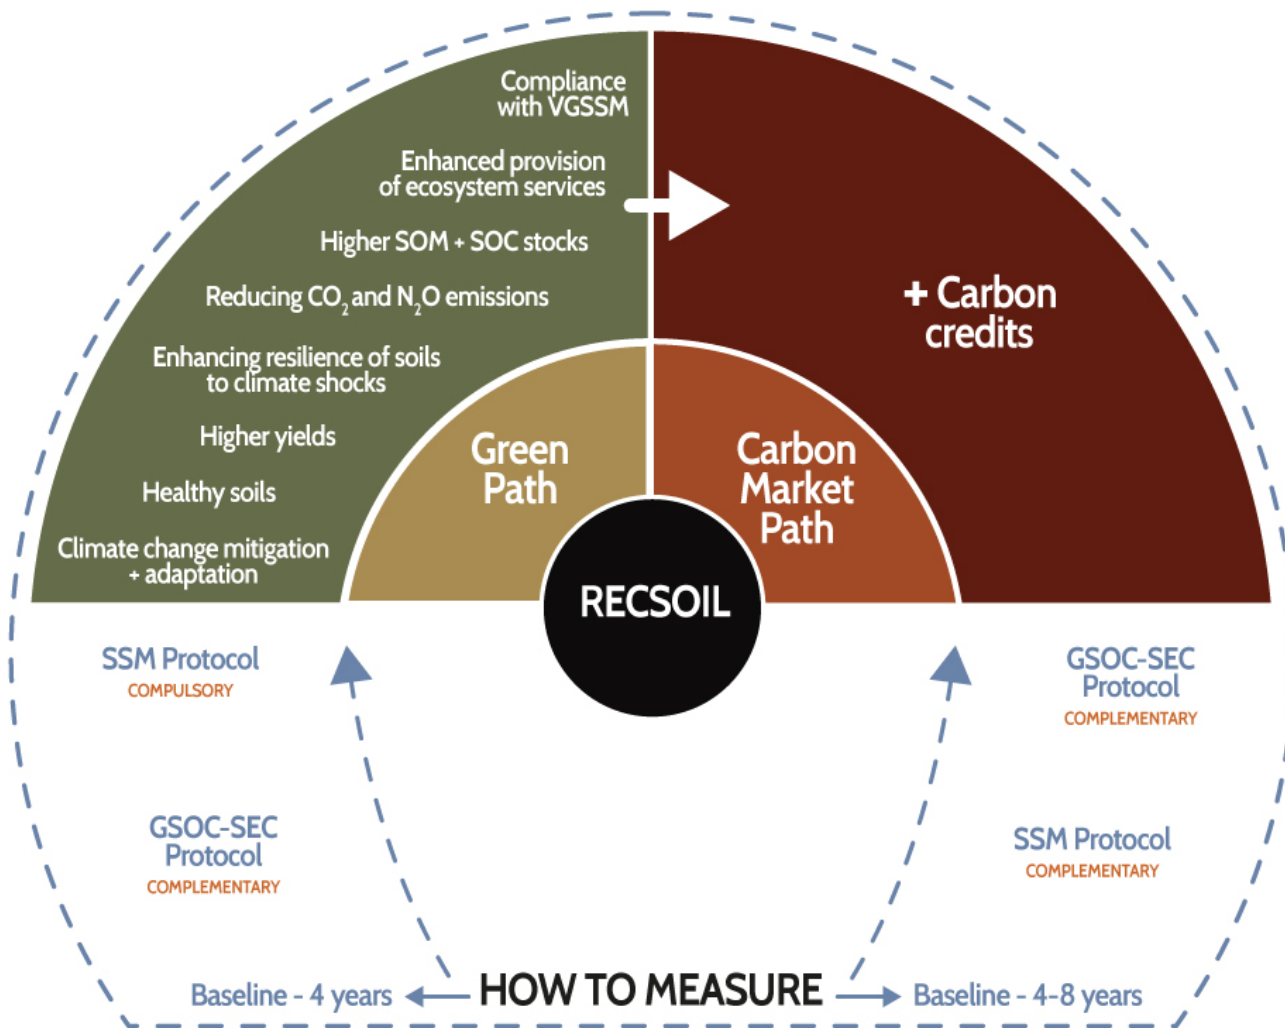 Compliance
with VGSSM
Enhanced provision
of ecosystem services
Higher SOM + SOC stocks
Reducing CO₂ and N₂O emissions
Enhancing resilience of soils
to climate shocks
Higher yields
Healthy soils
Climate change mitigation
+ adaptation
Green
Path
+ Carbon
credits
Carbon
Market
Path
RECSOIL
SSM Protocol
COMPULSORY
GSOC-SEC
Protocol
COMPLEMENTARY
GSOC-SEC
Protocol
COMPLEMENTARY
SSM Protocol
COMPLEMENTARY
Baseline - 4 years
HOW TO MEASURE
Baseline - 4-8 years